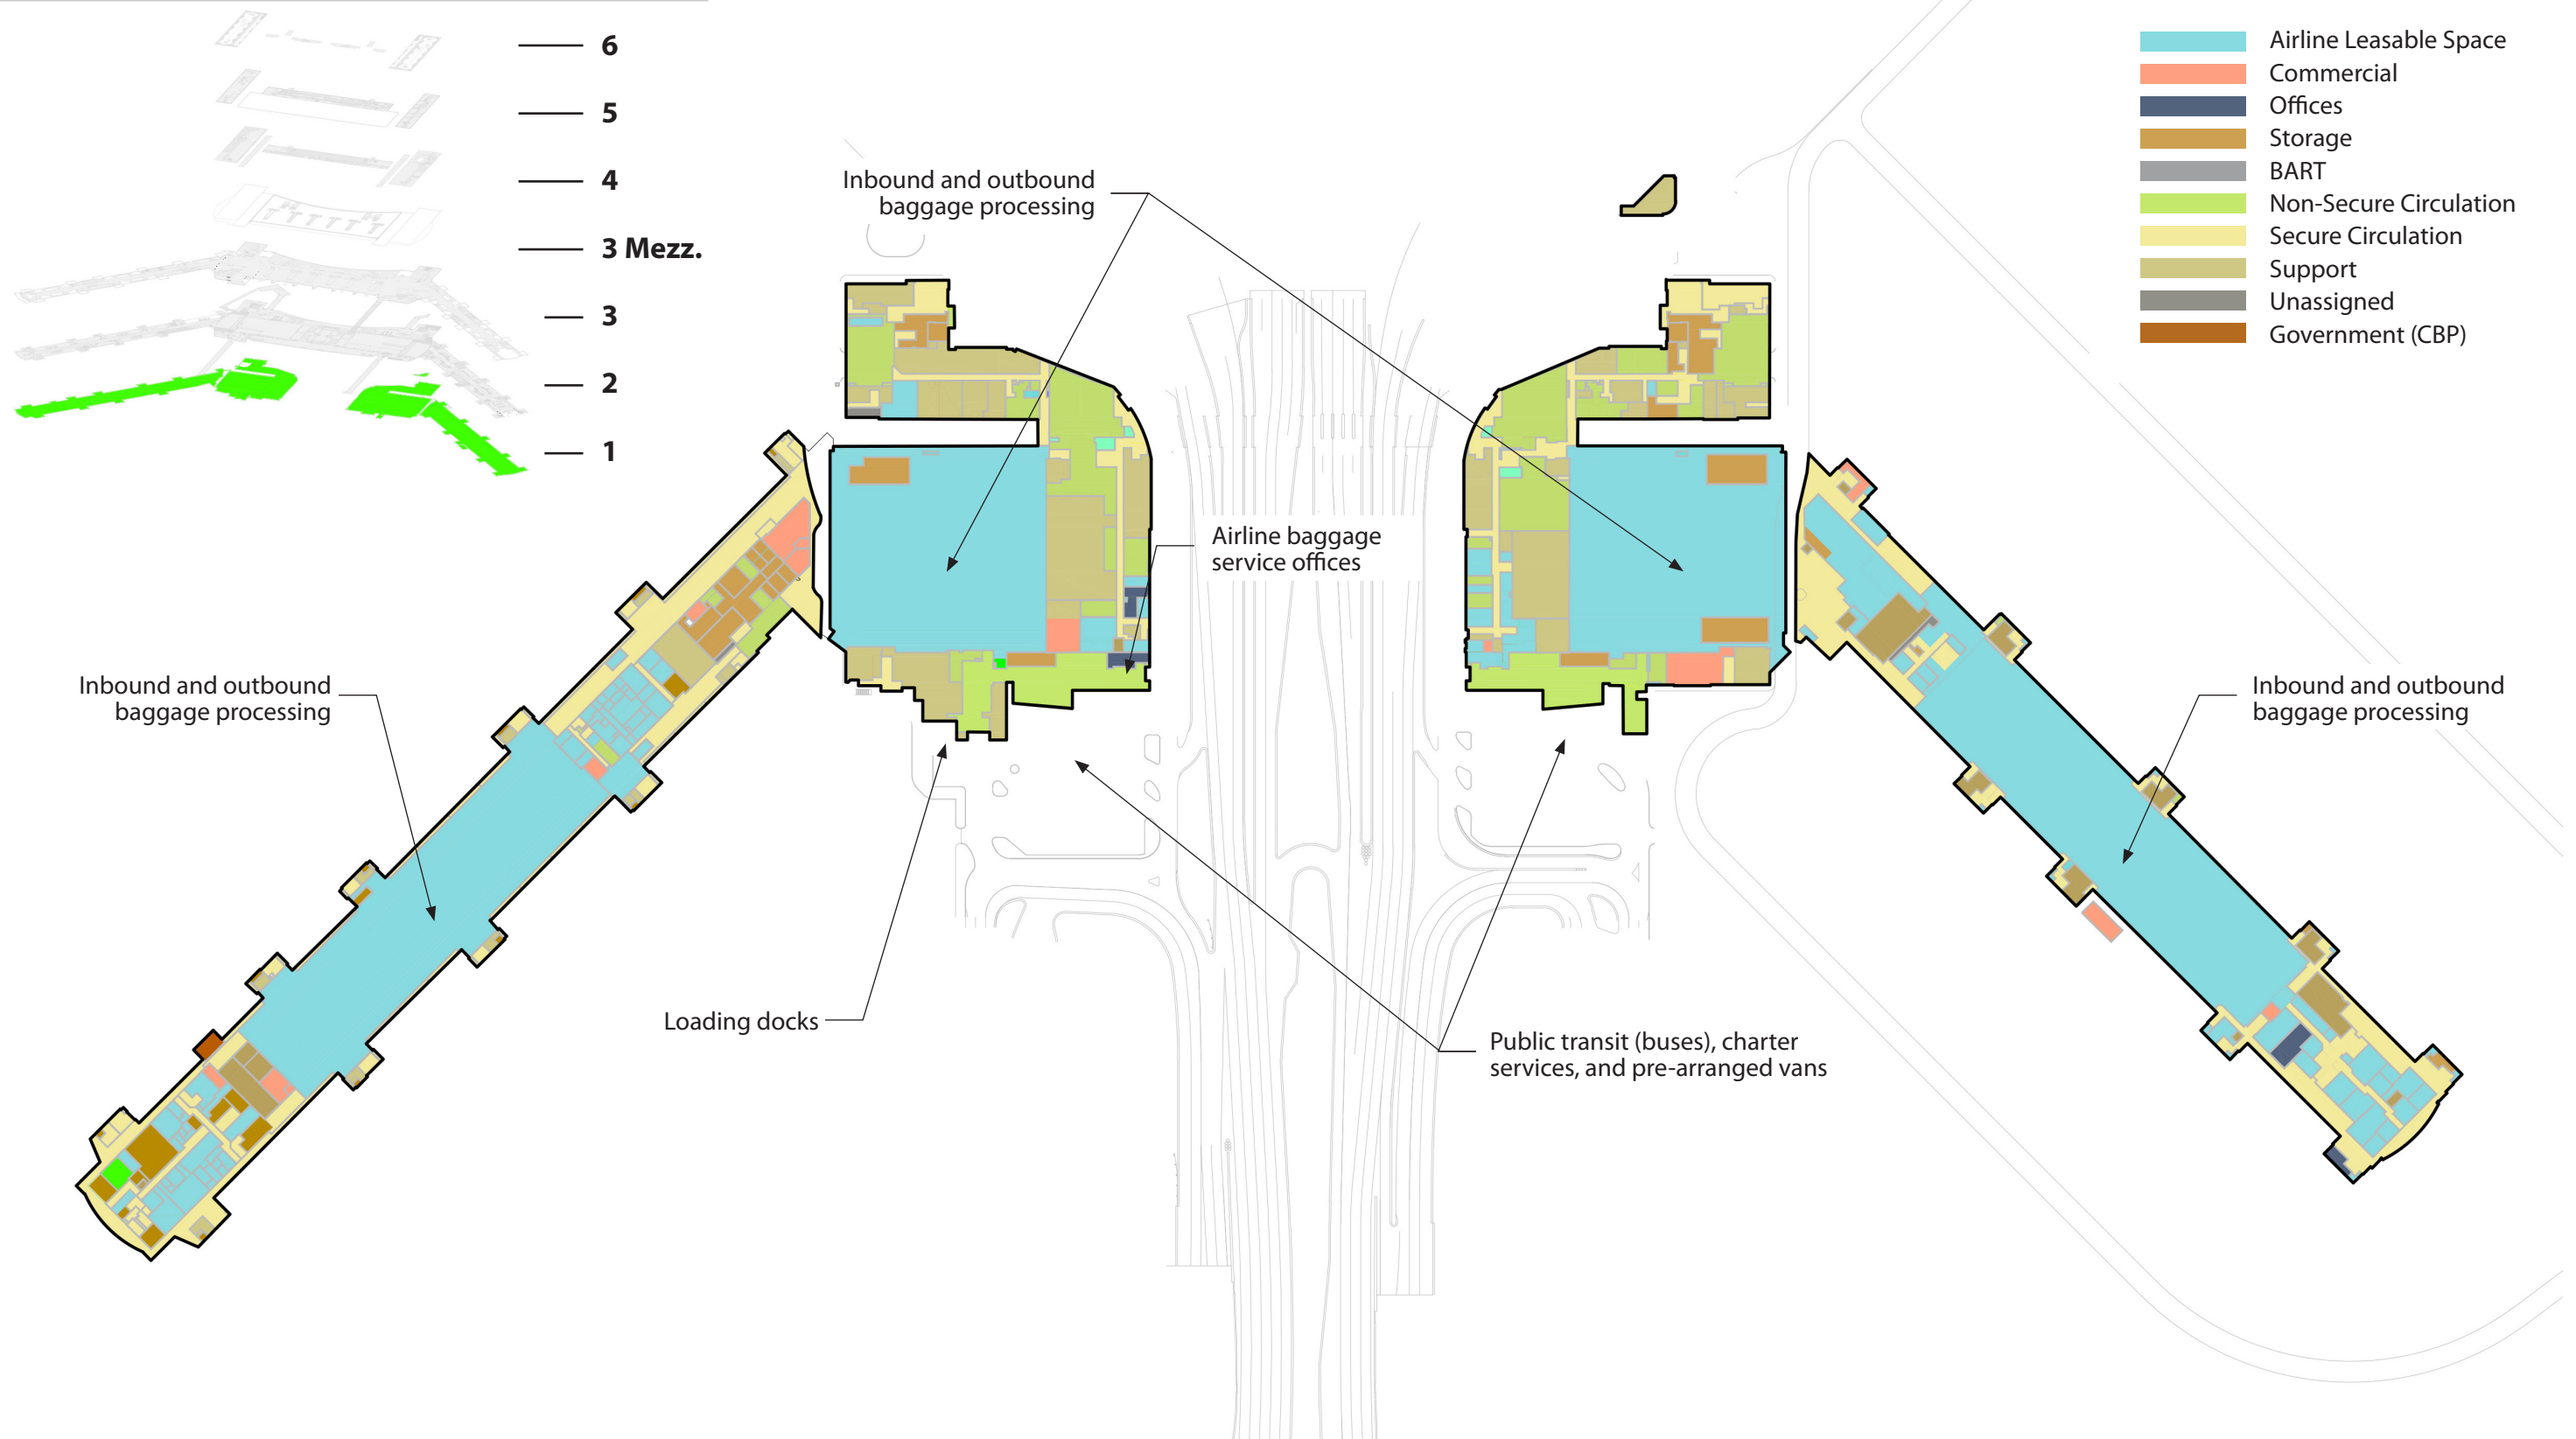 6
5
4
3 Mezz.
3
2
1
Airline Leasable Space
Commercial
Offices
Storage
BART
Non-Secure Circulation
Secure Circulation
Support
Unassigned
Government (CBP)
Inbound and outbound
baggage processing
Airline baggage
service offices
Inbound and outbound
baggage processing
Inbound and outbound
baggage processing
Loading docks
Public transit (buses), charter
services, and pre-arranged vans